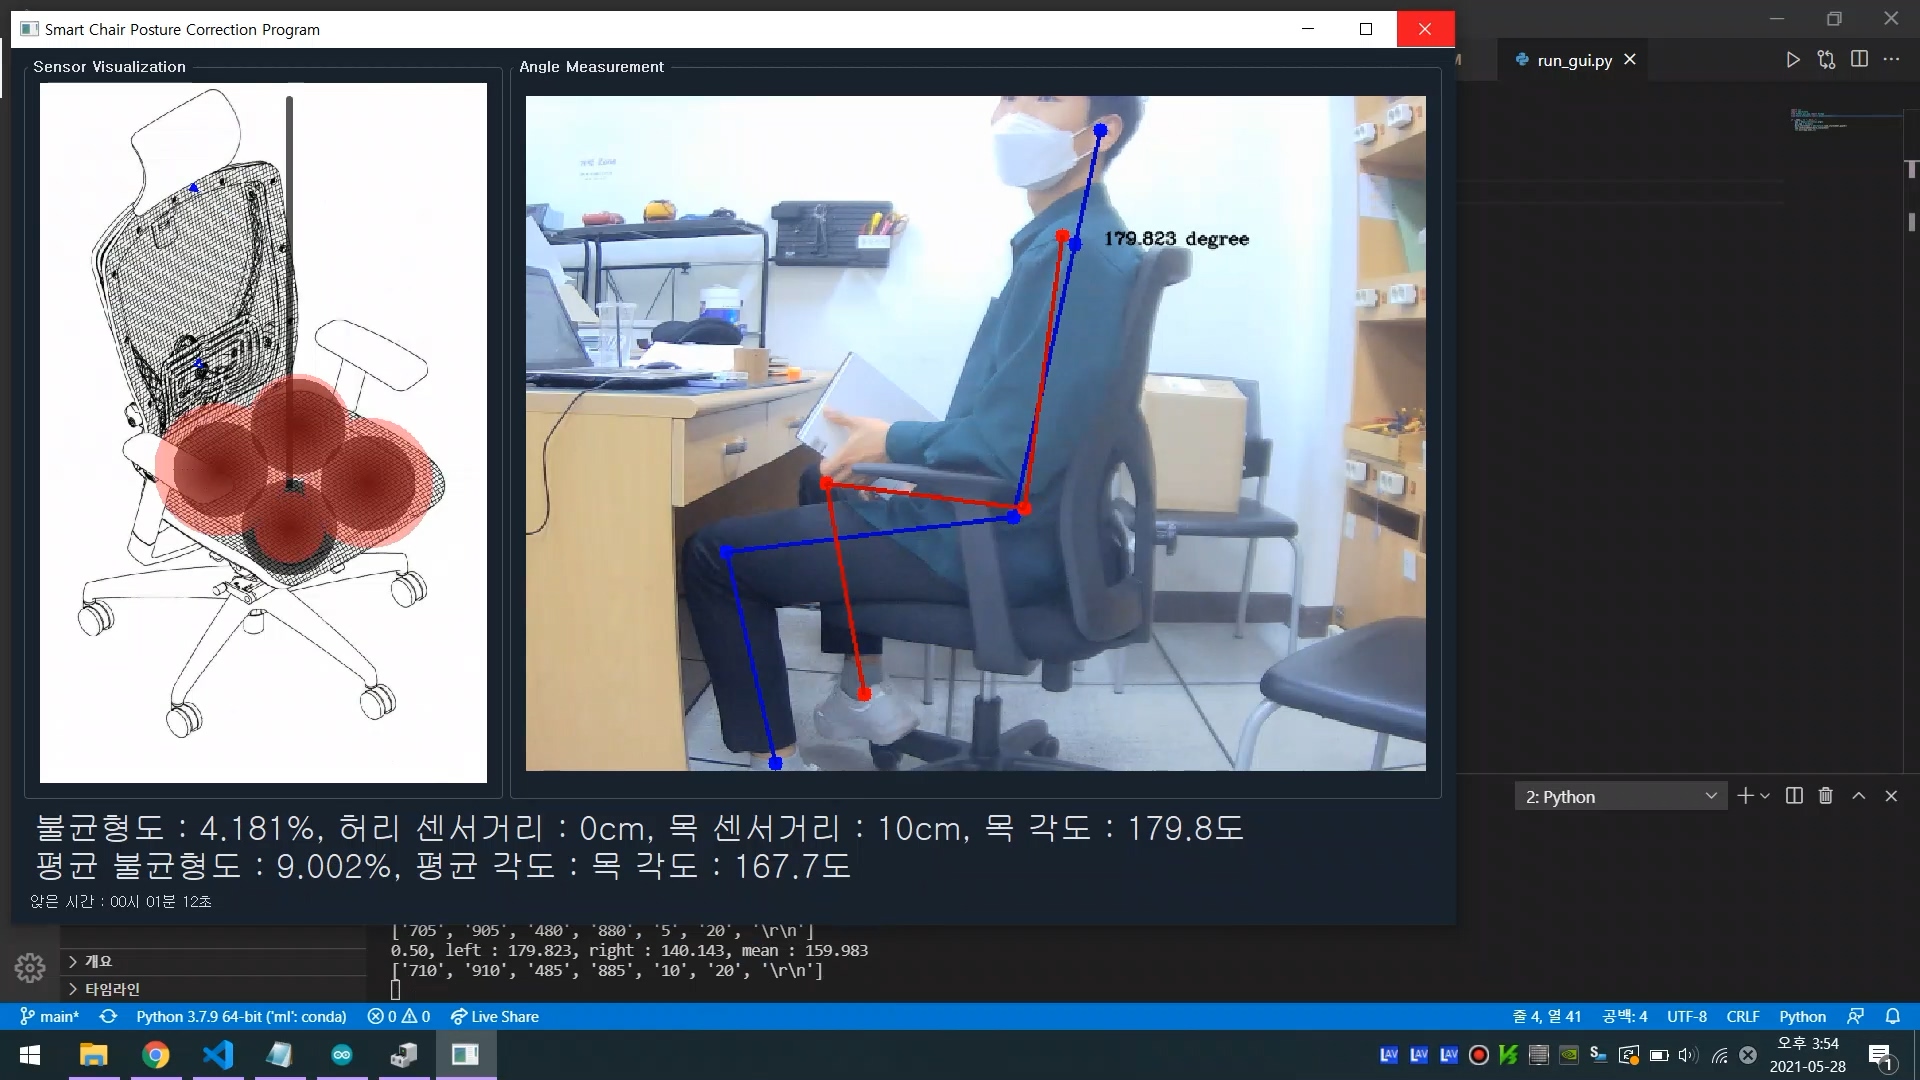 Smart Chair Posture Correction Program
run_gui.py
Sensor Visualization
Angle Measurement
179.823 degree
2: Python
불균형도 : 4.181%, 허리 센서거리 : 0cm, 목 센서거리 : 10cm, 목 각도 : 179.8도
평균 불균형도 : 9.002%, 평균 각도 : 목 각도 : 167.7도
앉은 시간 : 00시 01분 12초
['705', '905', '480', '880', '5', '20', '\r\n']
0.50, left : 179.823, right : 140.143, mean : 159.983
['710', '910', '485', '885', '10', '20', '\r\n']
개요
타임라인
main* Python 3.7.9 64-bit ('ml': conda) 0 0 Live Share 줄 4, 열 41 공백: 4 UTF-8 CRLF Python
LAV LAV LAV
오후 3:54
2021-05-28
1